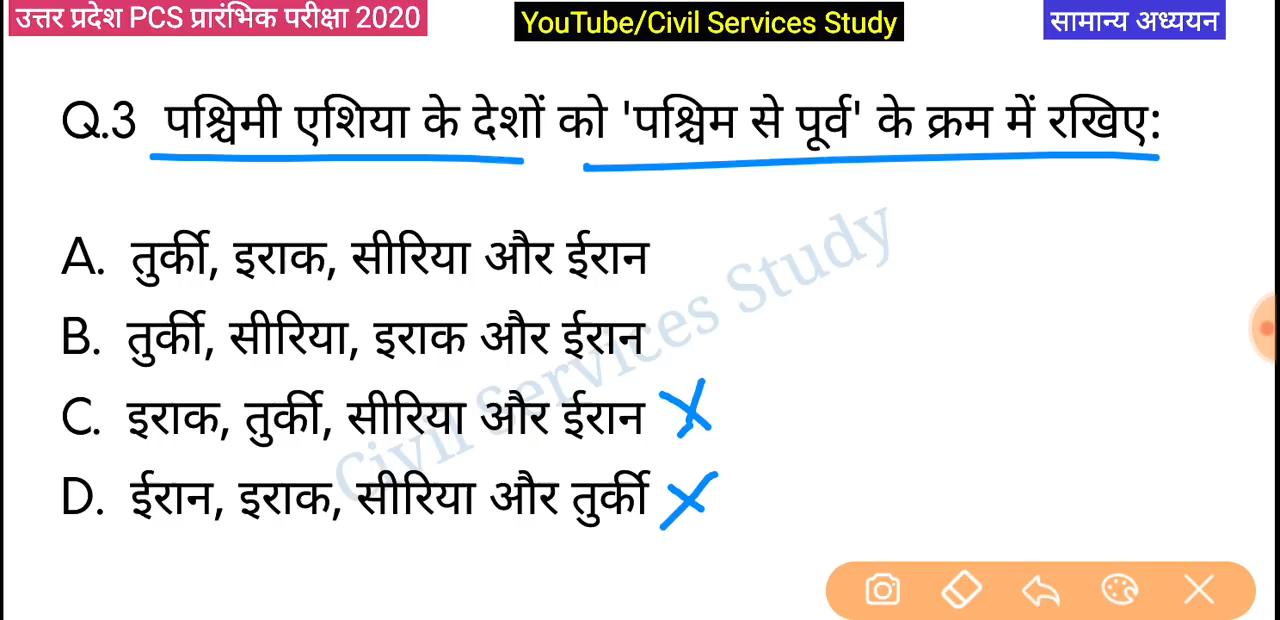 उत्तर प्रदेश PCS प्रारंभिक परीक्षा 2020
YouTube/Civil Services Study
सामान्य अध्ययन
Q.3 पश्चिमी एशिया के देशों को 'पश्चिम से पूर्व' के क्रम में रखिए:
A. तुर्की, इराक, सीरिया और ईरान
B. तुर्की, सीरिया, इराक और ईरान
C. इराक, तुर्की, सीरिया और ईरान
D. ईरान, इराक, सीरिया और तुर्की
Civil Services Study